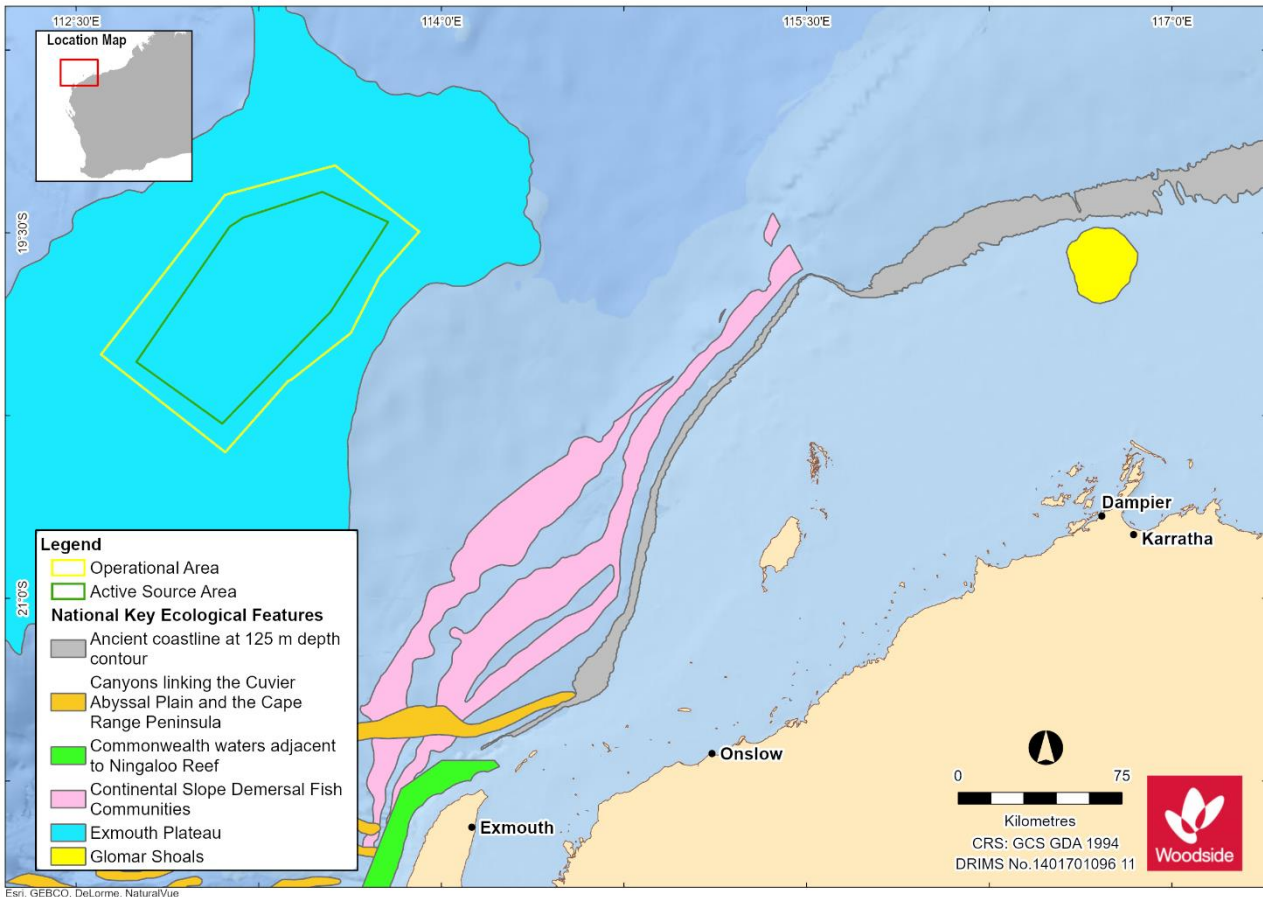 112°30'E
114°0'E
115°30'E
117°0'E
Location Map
19°30'S
21°0'S
Dampier
Karratha
Onslow
Exmouth
Legend
Operational Area
Active Source Area
National Key Ecological Features
Ancient coastline at 125 m depth
contour
Canyons linking the Cuvier
Abyssal Plain and the Cape
Range Peninsula
Commonwealth waters adjacent
to Ningaloo Reef
Continental Slope Demersal Fish
Communities
Exmouth Plateau
Glomar Shoals
0 75
Kilometres
CRS: GCS GDA 1994
DRIMS No.1401701096 11
Woodside
Esri, GEBCO, DeLorme, NaturalVue